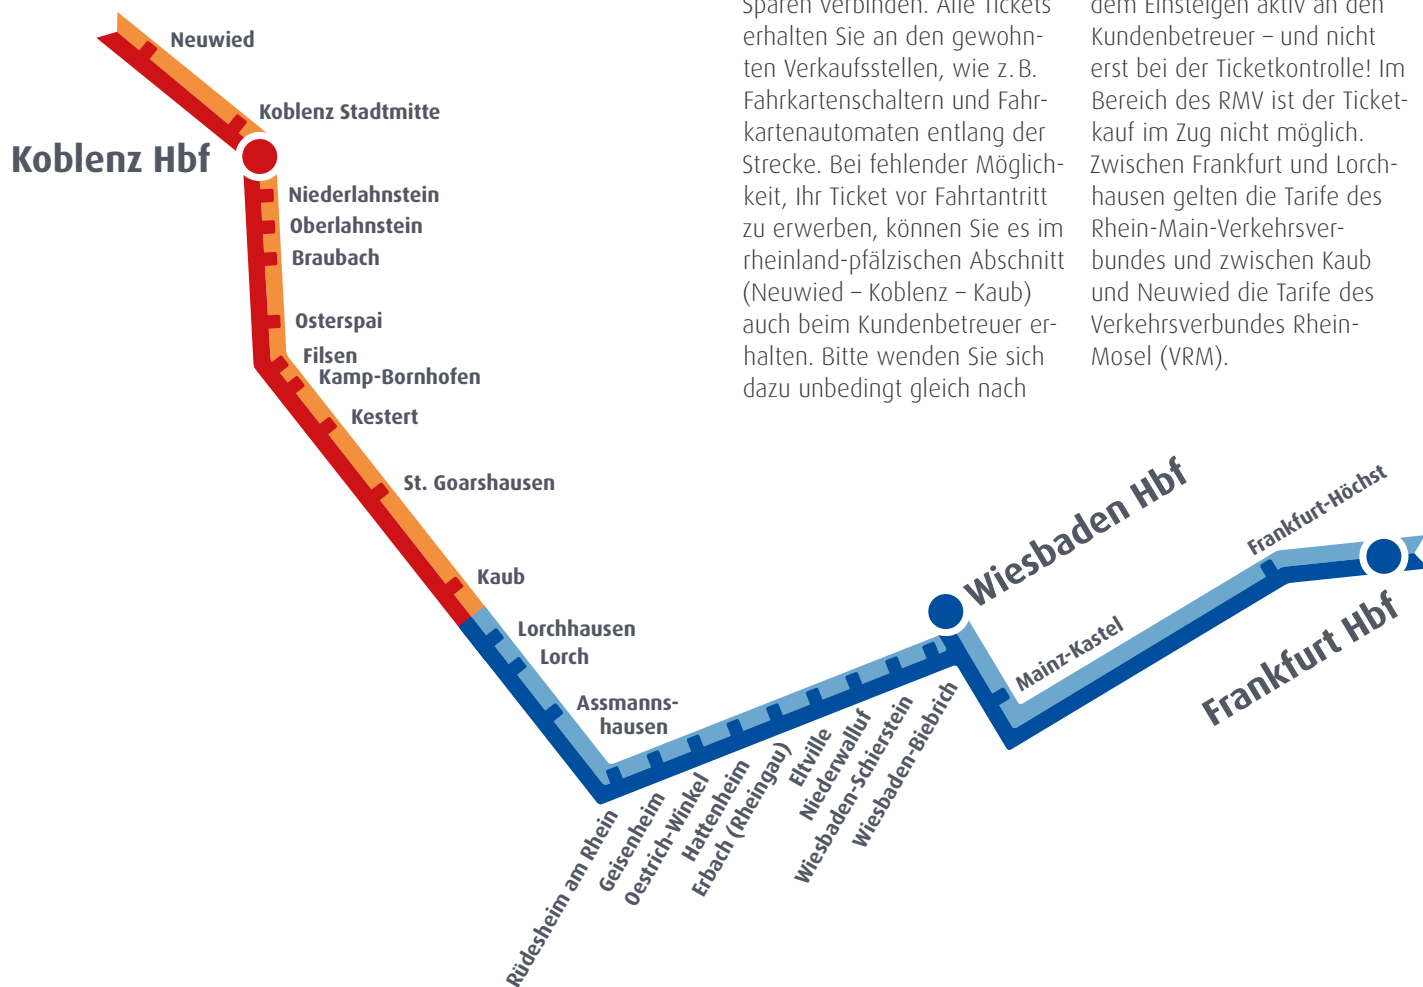 Sparen verbinden. Alle Tickets
erhalten Sie an den gewohn-
ten Verkaufsstellen, wie z. B.
Fahrkartenschaltern und Fahr-
kartenautomaten entlang der
Strecke. Bei fehlender Möglich-
keit, Ihr Ticket vor Fahrtantritt
zu erwerben, können Sie es im
rheinland-pfälzischen Abschnitt
(Neuwied – Koblenz – Kaub)
auch beim Kundenbetreuer er-
halten. Bitte wenden Sie sich
dazu unbedingt gleich nach
dem Einsteigen aktiv an den
Kundenbetreuer – und nicht
erst bei der Ticketkontrolle! Im
Bereich des RMV ist der Ticket-
kauf im Zug nicht möglich.
Zwischen Frankfurt und Lorch-
hausen gelten die Tarife des
Rhein-Main-Verkehrsver-
bundes und zwischen Kaub
und Neuwied die Tarife des
Verkehrsverbundes Rhein-
Mosel (VRM).
Neuwied
Koblenz Stadtmitte
Koblenz Hbf
Niederlahnstein
Oberlahnstein
Braubach
Osterspai
Filsen
Kamp-Bornhofen
Kestert
St. Goarshausen
Kaub
Lorchhausen
Lorch
Assmanns-
hausen
Rüdesheim am Rhein
Geisenheim
Oestrich-Winkel
Hattenheim
Erbach (Rheingau)
Eltville
Niederwalluf
Wiesbaden-Schierstein
Wiesbaden-Biebrich
Wiesbaden Hbf
Mainz-Kastel
Frankfurt-Höchst
Frankfurt Hbf